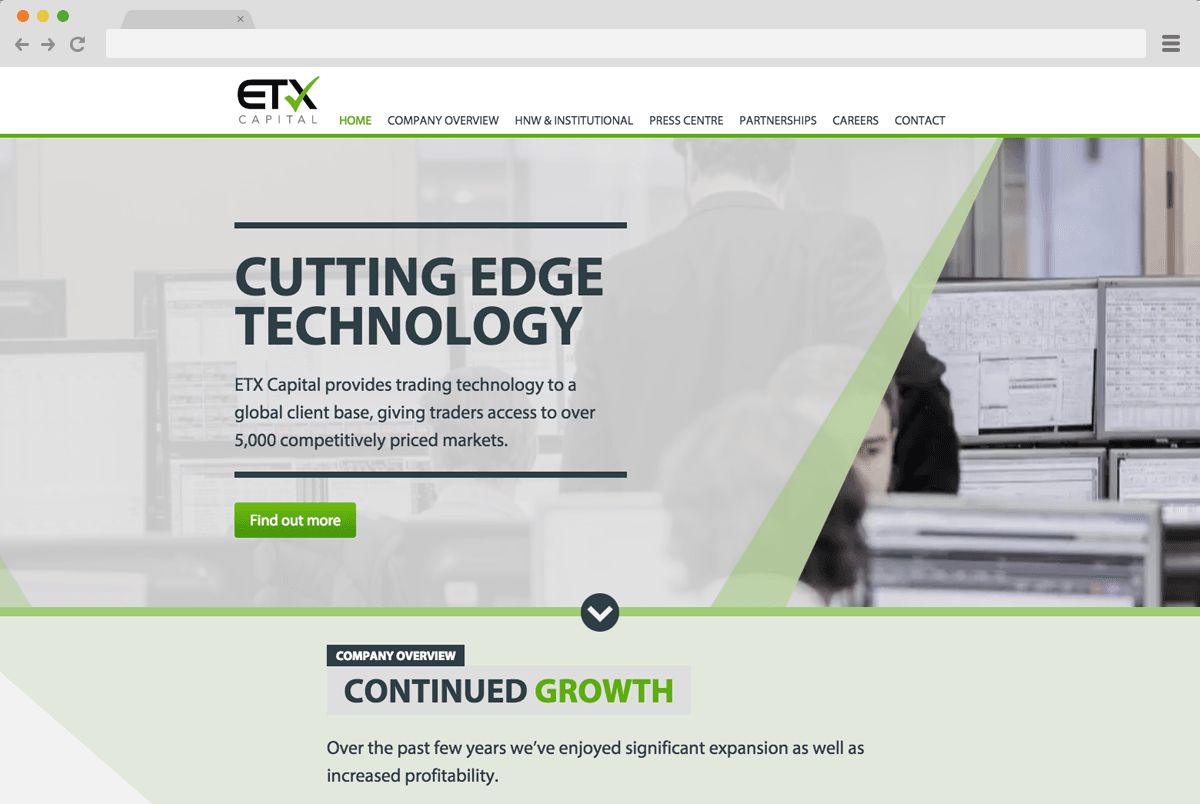 ETX
CAPITAL
HOME COMPANY OVERVIEW HNW & INSTITUTIONAL PRESS CENTRE PARTNERSHIPS CAREERS CONTACT
CUTTING EDGE
TECHNOLOGY
ETX Capital provides trading technology to a
global client base, giving traders access to over
5,000 competitively priced markets.
Find out more
COMPANY OVERVIEW
CONTINUED GROWTH
Over the past few years we’ve enjoyed significant expansion as well as
increased profitability.